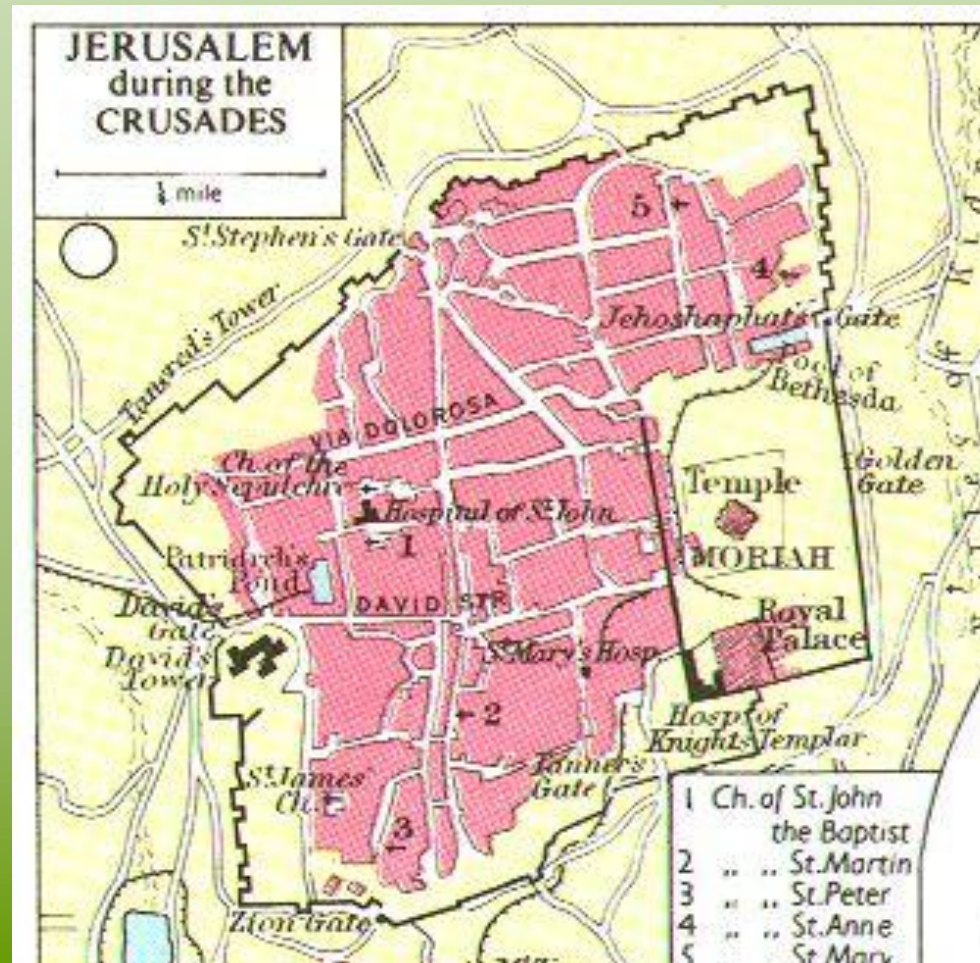 JERUSALEM
during the
CRUSADES
¼ mile
St. Stephen's Gate
Tancred's Tower
5
4
Jehoshaphat's Gate
Pool of
Bethesda
VIA DOLOROSA
Ch. of the
Holy Sepulchre
Hospital of St. John
1
Golden
Gate
Temple
MORIAH
Patriarch's
Pond
DAVID STR.
David's
Gate
David's
Tower
Royal
Palace
St. Mary's Hosp.
2
Hosp. of
Knights Templar
Tanner's
Gate
St. James'
Ch.
3
Zion Gate
1 Ch. of St. John
the Baptist
2 „ „ St. Martin
3 „ „ St. Peter
4 „ „ St. Anne
5 „ „ St. Mary